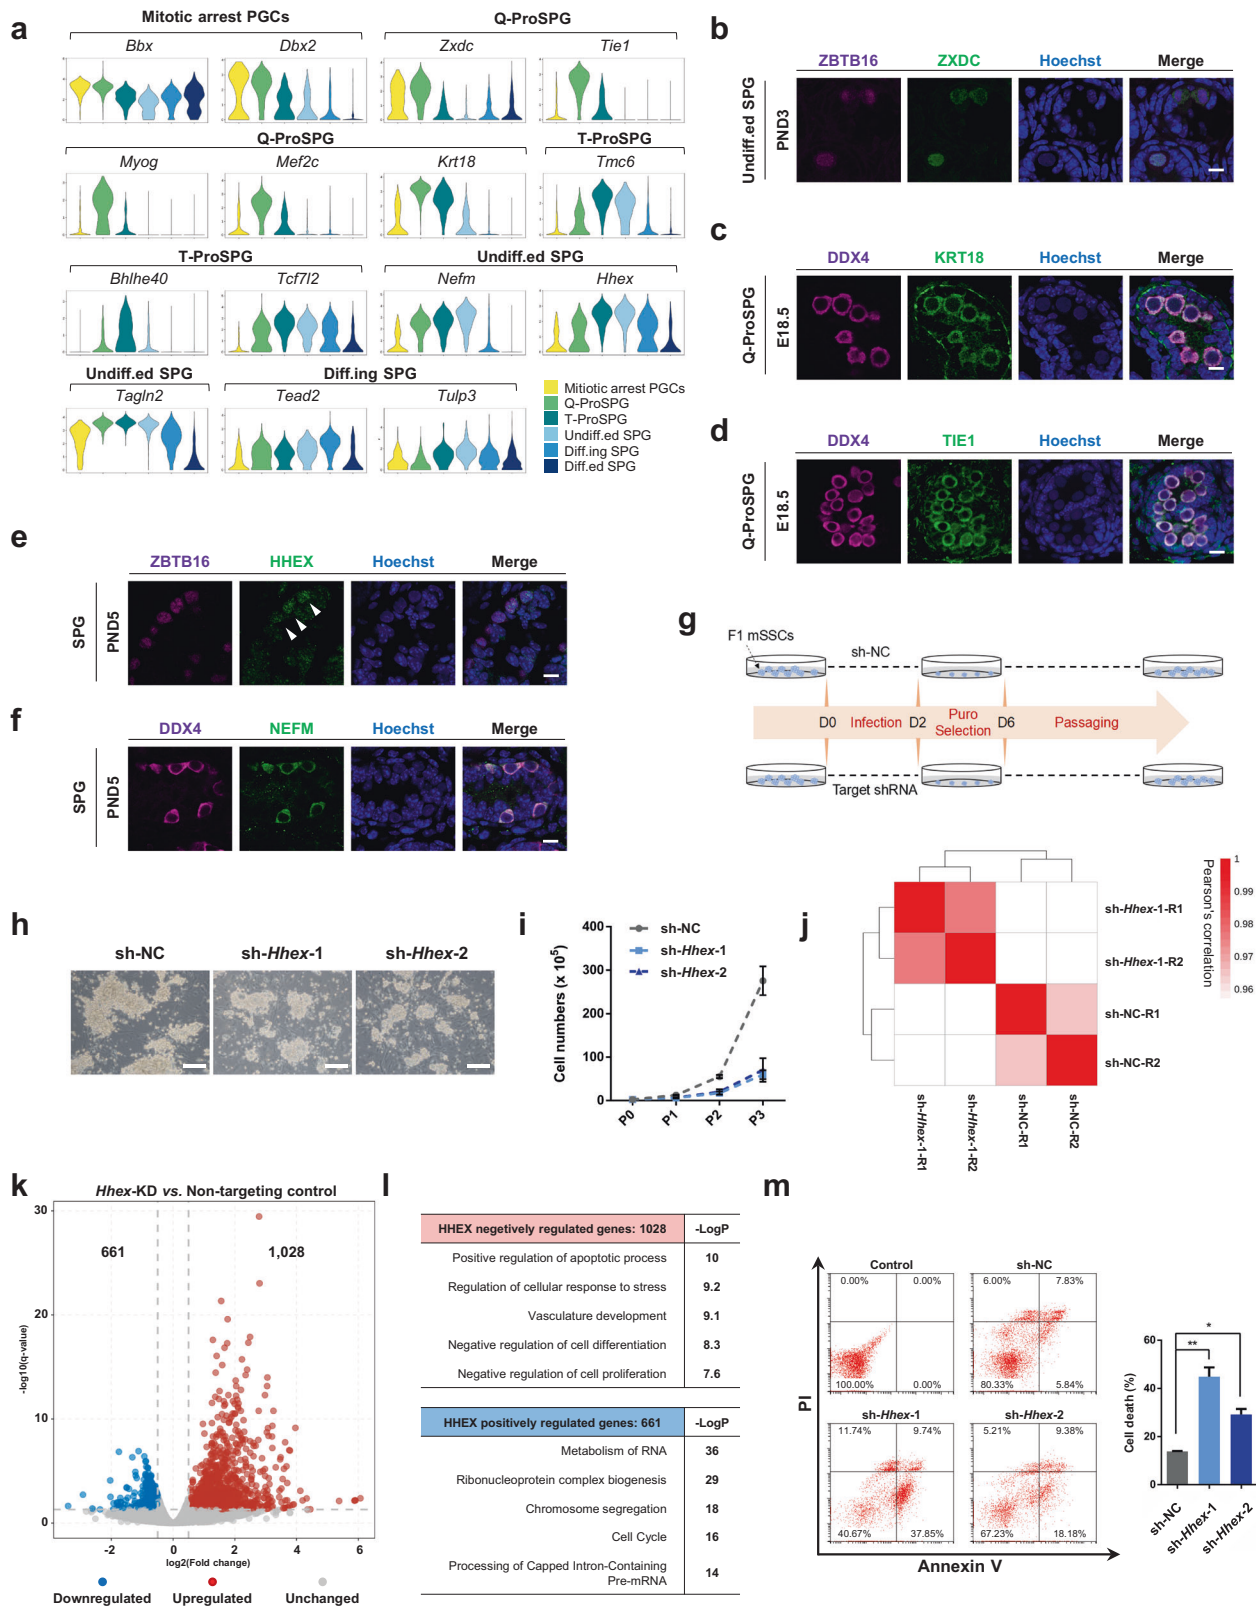 a
Mitotic arrest PGCs
Q-ProSPG
Bbx
Dbx2
Zxdc
Tie1
Q-ProSPG
T-ProSPG
Myog
Mef2c
Krt18
Tmc6
T-ProSPG
Undiff.ed SPG
Bhlhe40
Tcf7l2
Nefm
Hhex
Undiff.ed SPG
Diff.ing SPG
Tagln2
Tead2
Tulp3
Mitiotic arrest PGCs
Q-ProSPG
T-ProSPG
Undiff.ed SPG
Diff.ing SPG
Diff.ed SPG
b
ZBTB16 ZXDC Hoechst Merge
Undiff.ed SPG
PND3
c
DDX4 KRT18 Hoechst Merge
Q-ProSPG
E18.5
d
DDX4 TIE1 Hoechst Merge
Q-ProSPG
E18.5
e
ZBTB16 HHEX Hoechst Merge
SPG
PND5
f
DDX4 NEFM Hoechst Merge
SPG
PND5
g
F1 mSSCs
sh-NC
D0 Infection D2 Puro Selection D6 Passaging
Target shRNA
h
sh-NC sh-Hhex-1 sh-Hhex-2
i
Cell numbers (x 10⁵)
400
300
200
100
0
P0 P1 P2 P3
sh-NC
sh-Hhex-1
sh-Hhex-2
j
sh-Hhex-1-R1
sh-Hhex-1-R2
sh-NC-R1
sh-NC-R2
sh-Hhex-1-R1 sh-Hhex-1-R2 sh-NC-R1 sh-NC-R2
Pearson's correlation
1
0.99
0.98
0.97
0.96
k
Hhex-KD vs. Non-targeting control
661 1,028
-log10(q-value)
30
20
10
0
-2 0 2 4 6
log2(Fold change)
Downregulated Upregulated Unchanged
l
HHEX negetively regulated genes: 1028 -LogP
Positive regulation of apoptotic process 10
Regulation of cellular response to stress 9.2
Vasculature development 9.1
Negative regulation of cell differentiation 8.3
Negative regulation of cell proliferation 7.6
HHEX positively regulated genes: 661 -LogP
Metabolism of RNA 36
Ribonucleoprotein complex biogenesis 29
Chromosome segregation 18
Cell Cycle 16
Processing of Capped Intron-Containing
Pre-mRNA 14
m
Control
0.00% 0.00%
100.00% 0.00%
sh-NC
6.00% 7.83%
80.33% 5.84%
sh-Hhex-1
11.74% 9.74%
40.67% 37.85%
sh-Hhex-2
5.21% 9.38%
67.23% 18.18%
PI
Annexin V
Cell death (%)
60
40
20
0
** *
sh-NC sh-Hhex-1 sh-Hhex-2